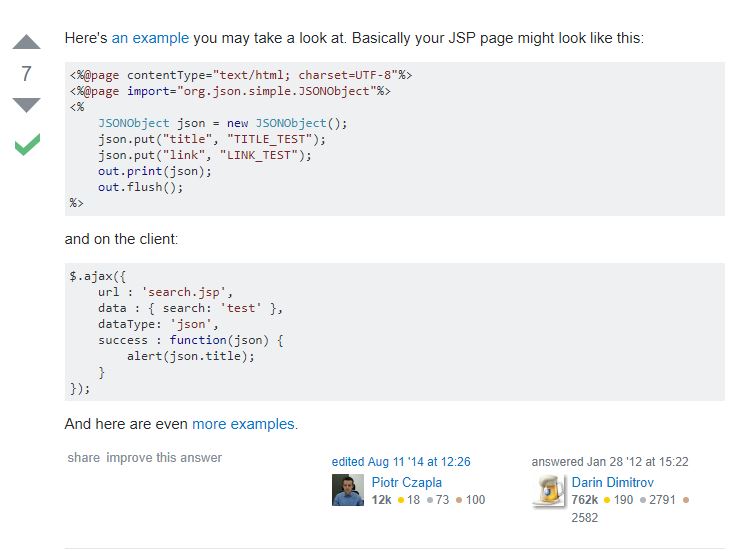 Here's an example you may take a look at. Basically your JSP page might look like this:
7
<%@page contentType="text/html; charset=UTF-8"%>
<%@page import="org.json.simple.JSONObject"%>
<%
    JSONObject json = new JSONObject();
    json.put("title", "TITLE_TEST");
    json.put("link", "LINK_TEST");
    out.print(json);
    out.flush();
%>
and on the client:
$.ajax({
    url : 'search.jsp',
    data : { search: 'test' },
    dataType: 'json',
    success : function(json) {
        alert(json.title);
    }
});
And here are even more examples.
share improve this answer
edited Aug 11 '14 at 12:26
Piotr Czapla
12k ● 18 ● 73 ● 100
answered Jan 28 '12 at 15:22
Darin Dimitrov
762k ● 190 ● 2791 ●
2582